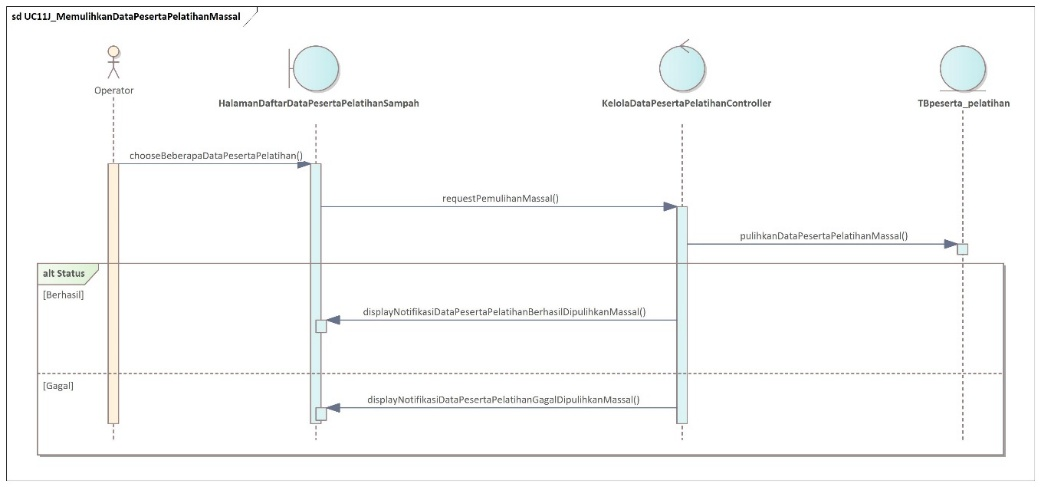 sd UC11J_MemulihkanDataPesertaPelatihanMassal
Operator
HalamanDaftarDataPesertaPelatihanSampah
KelolaDataPesertaPelatihanController
TBpeserta_pelatihan
chooseBeberapaDataPesertaPelatihan()
requestPemulihanMassal()
pulihkanDataPesertaPelatihanMassal()
alt Status
[Berhasil]
displayNotifikasiDataPesertaPelatihanBerhasilDipulihkanMassal()
[Gagal]
displayNotifikasiDataPesertaPelatihanGagalDipulihkanMassal()